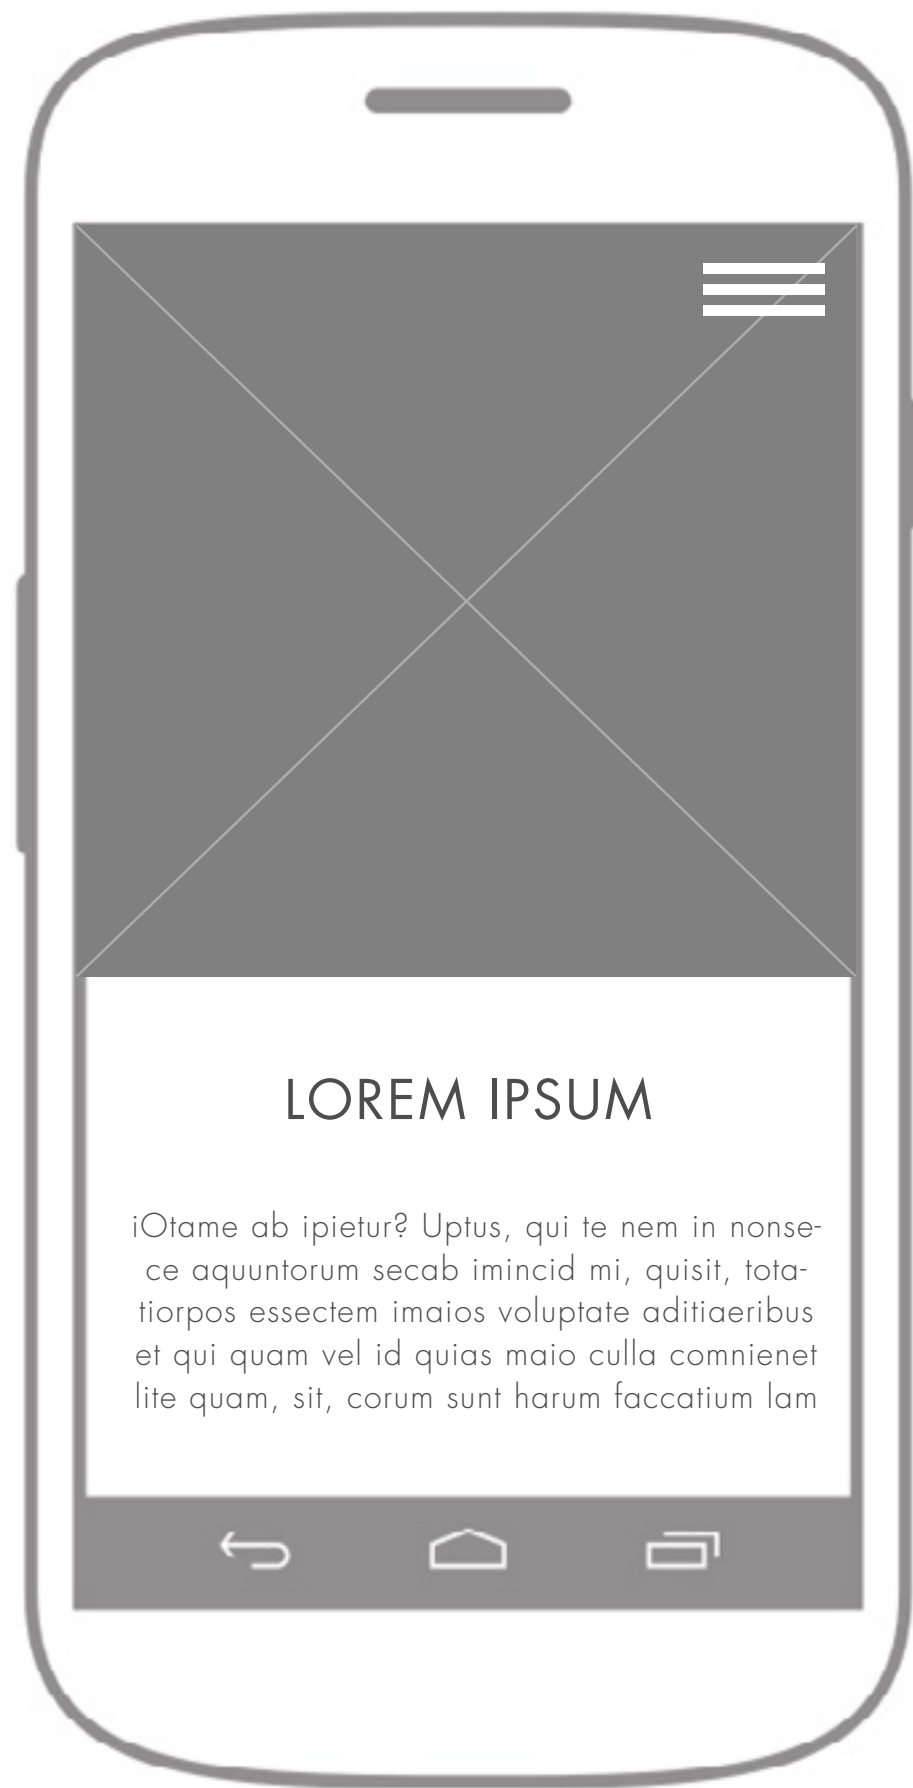 LOREM IPSUM
iOtame ab ipietur? Uptus, qui te nem in nonse-
ce aquuntorum secab imincid mi, quisit, tota-
tiorpos essectem imaios voluptate aditiaeribus
et qui quam vel id quias maio culla comnienet
lite quam, sit, corum sunt harum faccatium lam